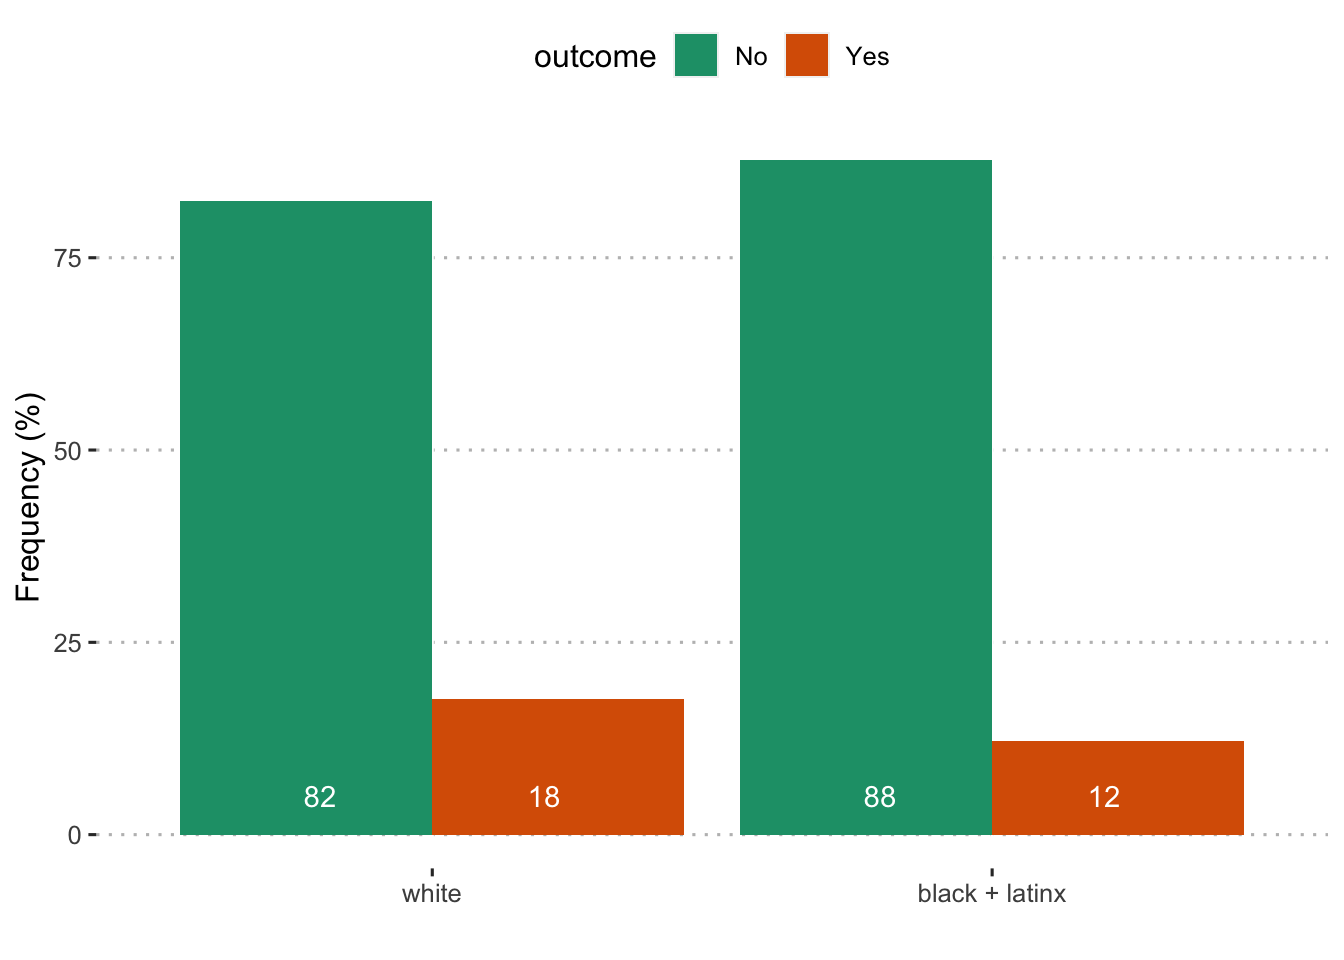 outcome No Yes
Frequency (%)
75
50
25
0
82 18 88 12
white black + latinx